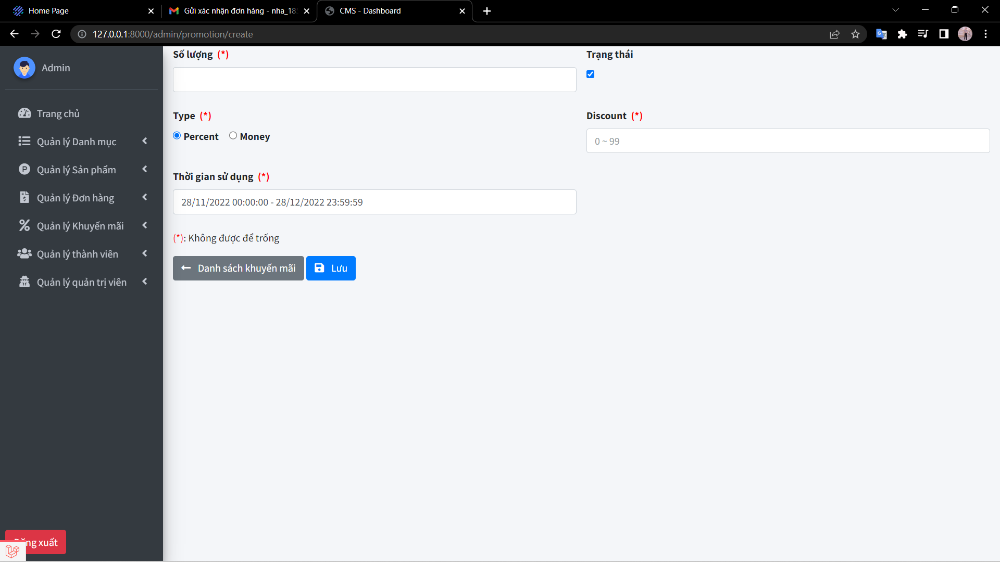 Home Page
Gửi xác nhận đơn hàng - nha_18
CMS - Dashboard
127.0.0.1:8000/admin/promotion/create
Admin
Trang chủ
Quản lý Danh mục
Quản lý Sản phẩm
Quản lý Đơn hàng
Quản lý Khuyến mãi
Quản lý thành viên
Quản lý quản trị viên
Đăng xuất
Số lượng (*)
Trạng thái
Type (*)
Percent Money
Discount (*)
0 ~ 99
Thời gian sử dụng (*)
28/11/2022 00:00:00 - 28/12/2022 23:59:59
(*): Không được để trống
Danh sách khuyến mãi
Lưu